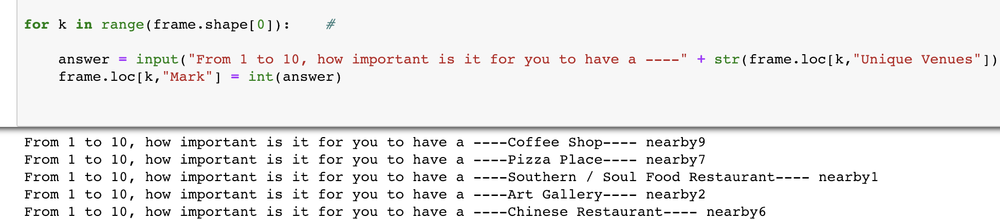 for k in range(frame.shape[0]):    #
    answer = input("From 1 to 10, how important is it for you to have a ----" + str(frame.loc[k,"Unique Venues"])
    frame.loc[k,"Mark"] = int(answer)
From 1 to 10, how important is it for you to have a ----Coffee Shop---- nearby9
From 1 to 10, how important is it for you to have a ----Pizza Place---- nearby7
From 1 to 10, how important is it for you to have a ----Southern / Soul Food Restaurant---- nearby1
From 1 to 10, how important is it for you to have a ----Art Gallery---- nearby2
From 1 to 10, how important is it for you to have a ----Chinese Restaurant---- nearby6